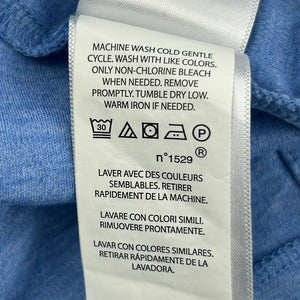 MACHINE WASH COLD GENTLE
CYCLE. WASH WITH LIKE COLORS.
ONLY NON-CHLORINE BLEACH
WHEN NEEDED. REMOVE
PROMPTLY. TUMBLE DRY LOW.
WARM IRON IF NEEDED.
30 P
n°1529 ®
LAVER AVEC DES COULEURS
SEMBLABLES. RETIRER
RAPIDEMENT DE LA MACHINE.
LAVARE CON COLORI SIMILI.
RIMUOVERE PRONTAMENTE.
LAVAR CON COLORES SIMILARES.
RETIRAR RÁPIDAMENTE DE LA
LAVADORA.